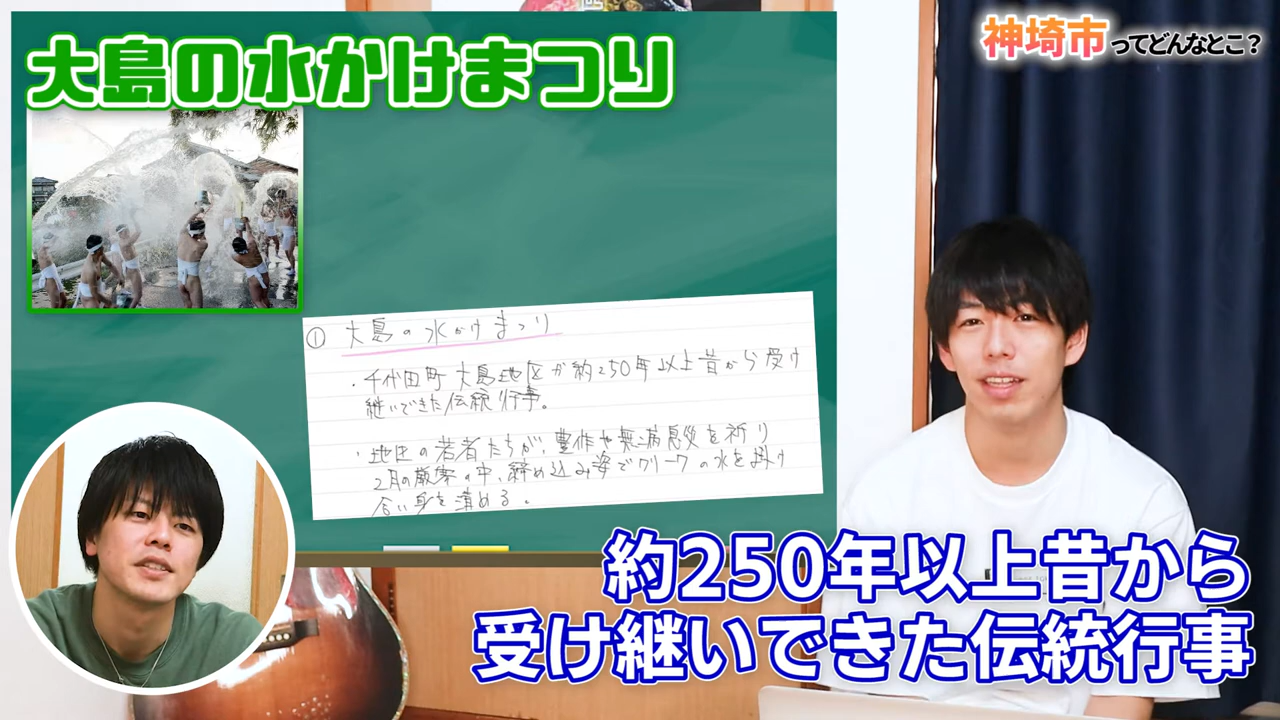 大島の水かけまつり
神埼市ってどんなとこ？
① 大島の水かけまつり
・千代田町大島地区が約250年以上昔から受け
継いできた伝統行事。
・地区の若者たちが、豊作や無病息災を祈り
2月の厳寒の中、締め込み姿でクリークの水を掛け
合い身を清める。
約250年以上昔から
受け継いできた伝統行事